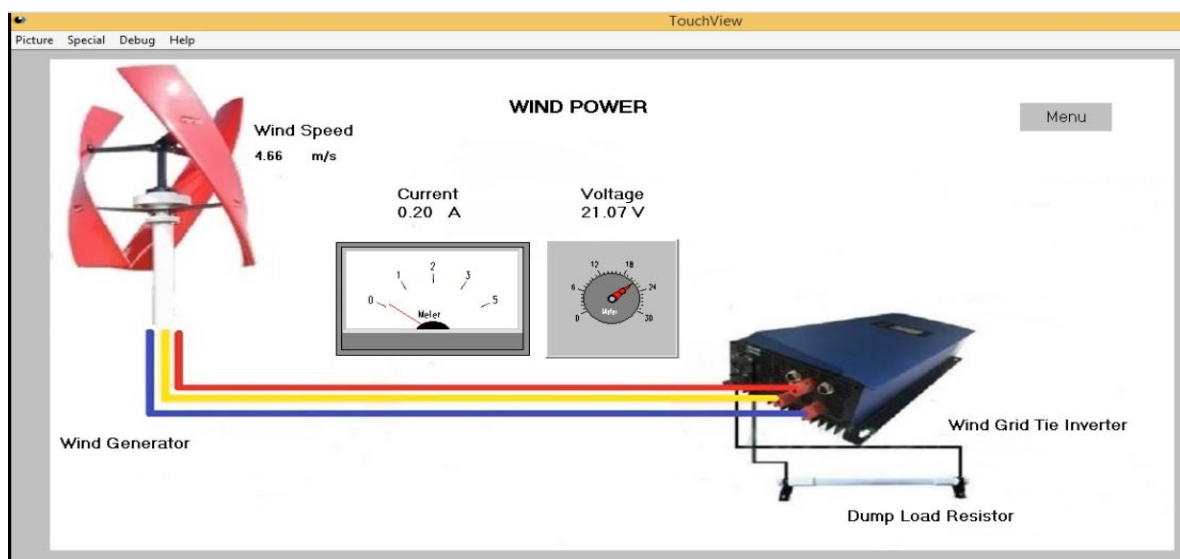 TouchView
Picture Special Debug Help
WIND POWER
Menu
Wind Speed
4.66 m/s
Current
0.20 A
Voltage
21.07 V
0 1 2 3 5
Meler
0 6 12 18 24 30
Meter
Wind Generator
Wind Grid Tie Inverter
Dump Load Resistor